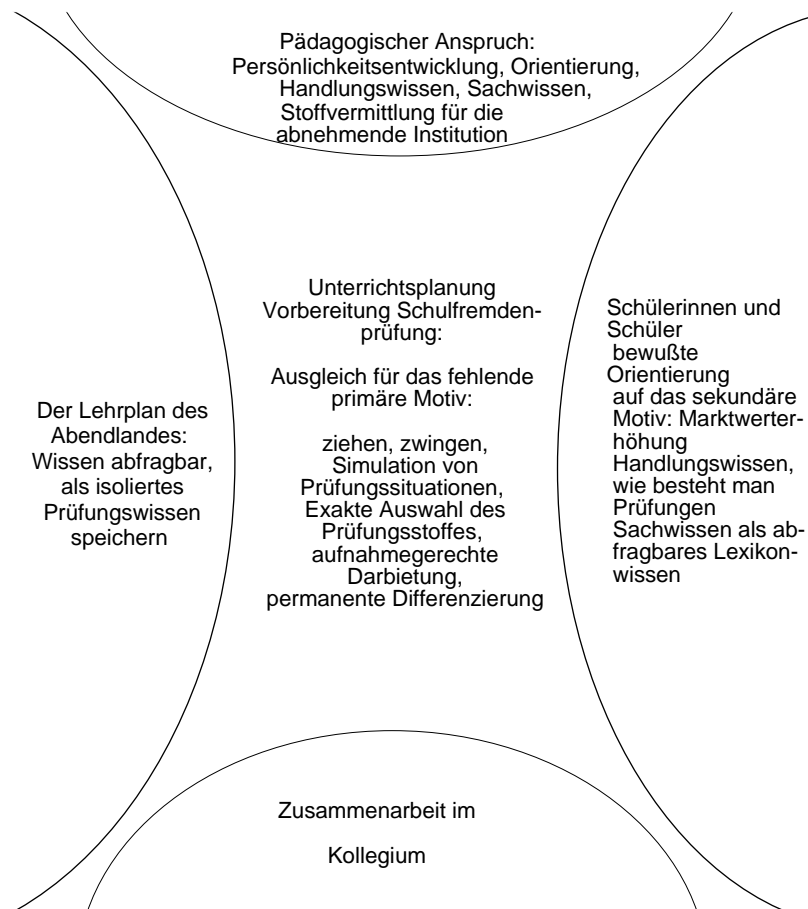 Pädagogischer Anspruch:
Persönlichkeitsentwicklung, Orientierung,
Handlungswissen, Sachwissen,
Stoffvermittlung für die
abnehmende Institution
Der Lehrplan des
Abendlandes:
Wissen abfragbar,
als isoliertes
Prüfungswissen
speichern
Unterrichtsplanung
Vorbereitung Schulfremden-
prüfung:
Ausgleich für das fehlende
primäre Motiv:
ziehen, zwingen,
Simulation von
Prüfungssituationen,
Exakte Auswahl des
Prüfungsstoffes,
aufnahmegerechte
Darbietung,
permanente Differenzierung
Schülerinnen und
Schüler
bewußte
Orientierung
auf das sekundäre
Motiv: Marktwerter-
höhung
Handlungswissen,
wie besteht man
Prüfungen
Sachwissen als ab-
fragbares Lexikon-
wissen
Zusammenarbeit im
Kollegium